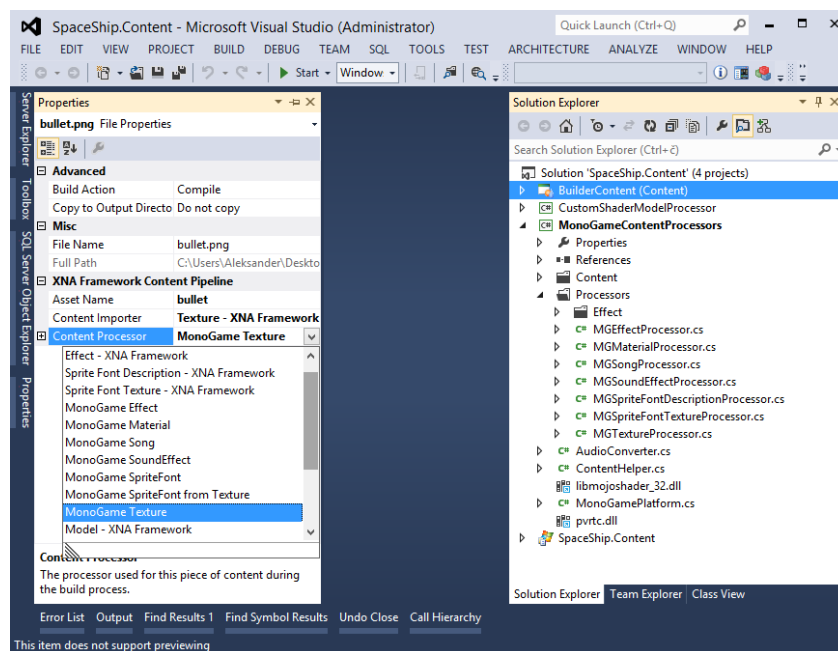 SpaceShip.Content - Microsoft Visual Studio (Administrator)
Quick Launch (Ctrl+Q)
FILE EDIT VIEW PROJECT BUILD DEBUG TEAM SQL TOOLS TEST ARCHITECTURE ANALYZE WINDOW HELP
Start Window
Server Explorer
Toolbox
SQL Server Object Explorer
Properties
Properties
bullet.png File Properties
Advanced
Build Action Compile
Copy to Output Directo Do not copy
Misc
File Name bullet.png
Full Path C:\Users\Aleksander\Deskto
XNA Framework Content Pipeline
Asset Name bullet
Content Importer Texture - XNA Framework
Content Processor MonoGame Texture
Effect - XNA Framework
Sprite Font Description - XNA Framework
Sprite Font Texture - XNA Framework
MonoGame Effect
MonoGame Material
MonoGame Song
MonoGame SoundEffect
MonoGame SpriteFont
MonoGame SpriteFont from Texture
MonoGame Texture
Model - XNA Framework
Content Processor
The processor used for this piece of content during
the build process.
Solution Explorer
Search Solution Explorer (Ctrl+č)
Solution 'SpaceShip.Content' (4 projects)
BuilderContent (Content)
C# CustomShaderModelProcessor
C# MonoGameContentProcessors
Properties
References
Content
Processors
Effect
C# MGEffectProcessor.cs
C# MGMaterialProcessor.cs
C# MGSongProcessor.cs
C# MGSoundEffectProcessor.cs
C# MGSpriteFontDescriptionProcessor.cs
C# MGSpriteFontTextureProcessor.cs
C# MGTextureProcessor.cs
C# AudioConverter.cs
C# ContentHelper.cs
libmojoshader_32.dll
C# MonoGamePlatform.cs
pvrtc.dll
SpaceShip.Content
Solution Explorer Team Explorer Class View
Error List Output Find Results 1 Find Symbol Results Undo Close Call Hierarchy
This item does not support previewing